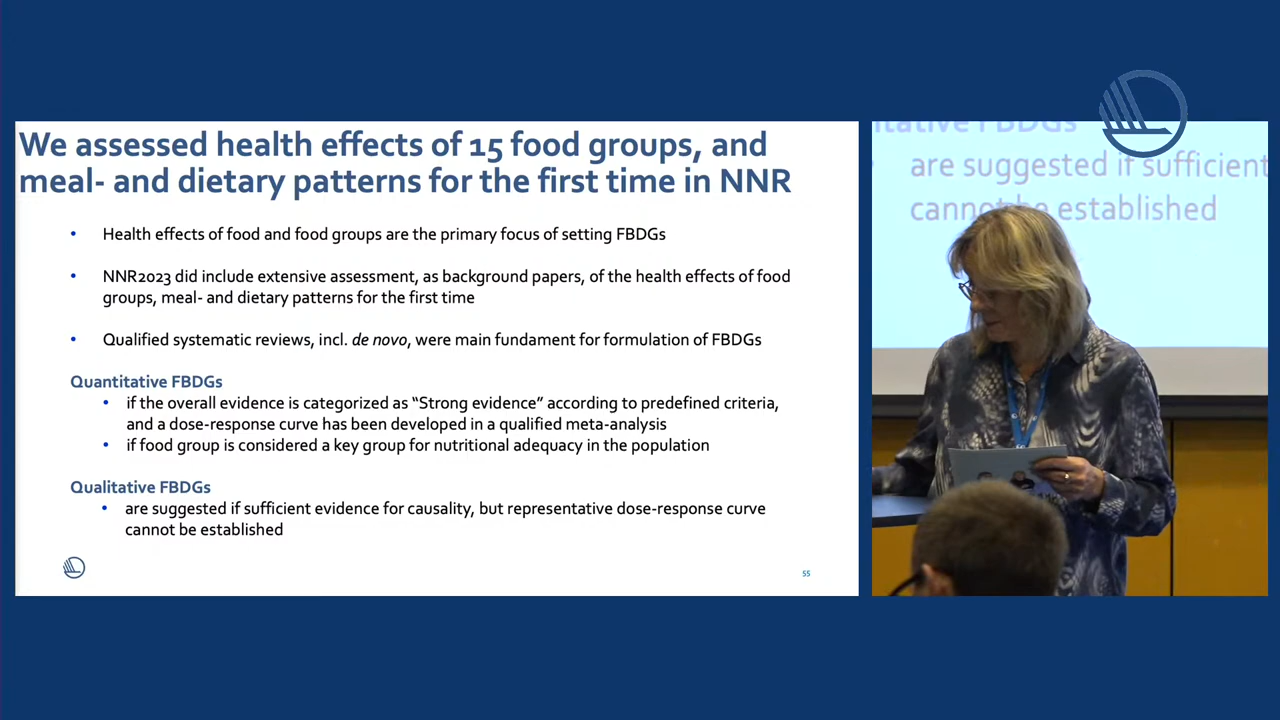 We assessed health effects of 15 food groups, and
meal- and dietary patterns for the first time in NNR
• Health effects of food and food groups are the primary focus of setting FBDGs
• NNR2023 did include extensive assessment, as background papers, of the health effects of food
groups, meal- and dietary patterns for the first time
• Qualified systematic reviews, incl. de novo, were main fundament for formulation of FBDGs
Quantitative FBDGs
• if the overall evidence is categorized as “Strong evidence” according to predefined criteria,
and a dose-response curve has been developed in a qualified meta-analysis
• if food group is considered a key group for nutritional adequacy in the population
Qualitative FBDGs
• are suggested if sufficient evidence for causality, but representative dose-response curve
cannot be established
55
FBDGs
are suggested if sufficient
cannot be established